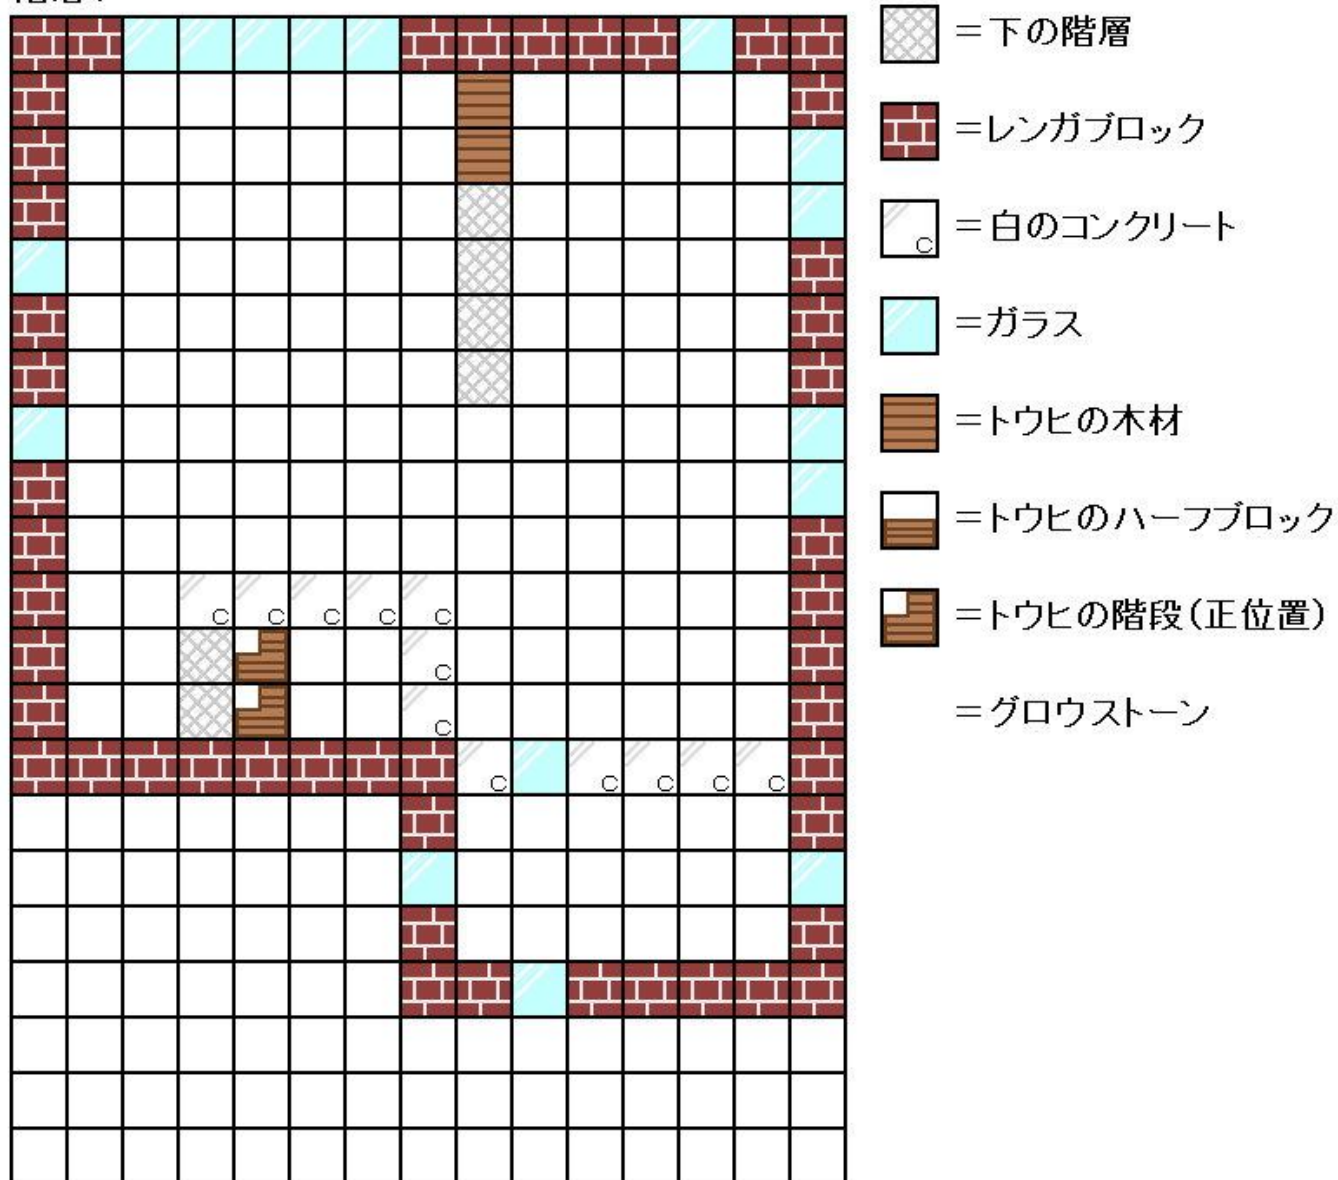 =下の階層
=レンガブロック
=白のコンクリート
C
=ガラス
=トウヒの木材
=トウヒのハーフブロック
=トウヒの階段(正位置)
=グロウストーン
C C C C C
C
C
C C C C C